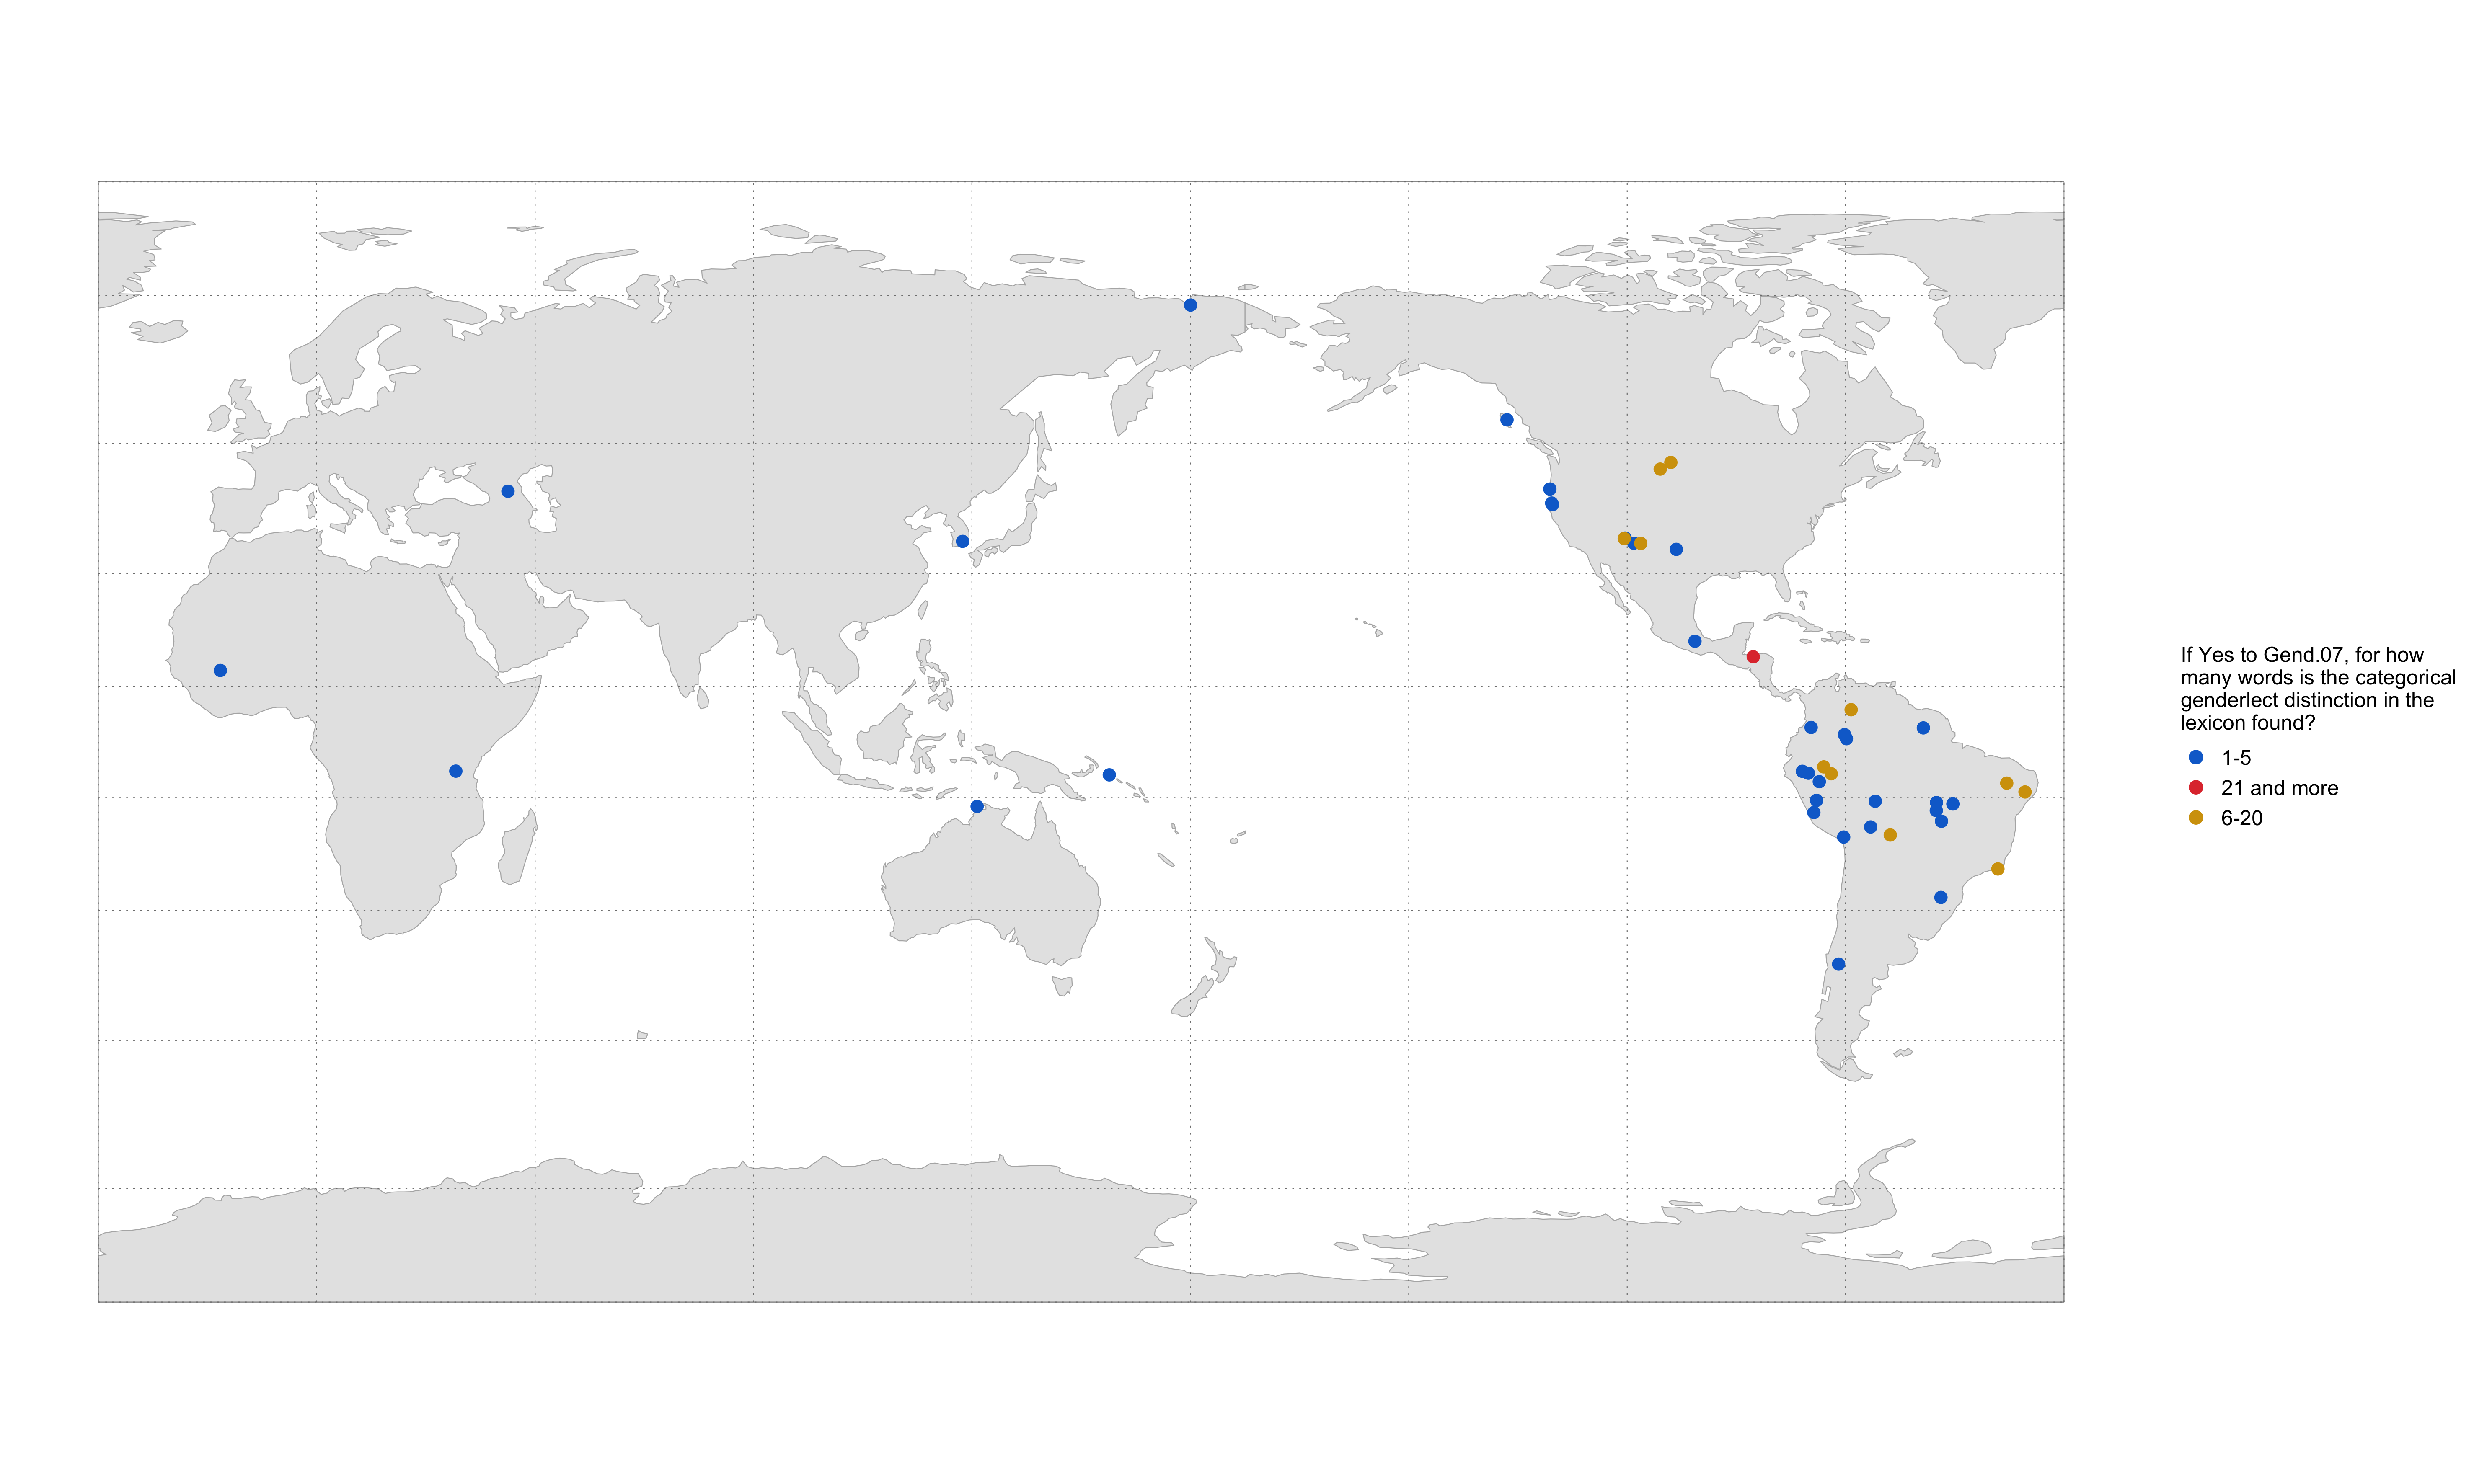 If Yes to Gend.07, for how
many words is the categorical
genderlect distinction in the
lexicon found?
1-5
21 and more
6-20